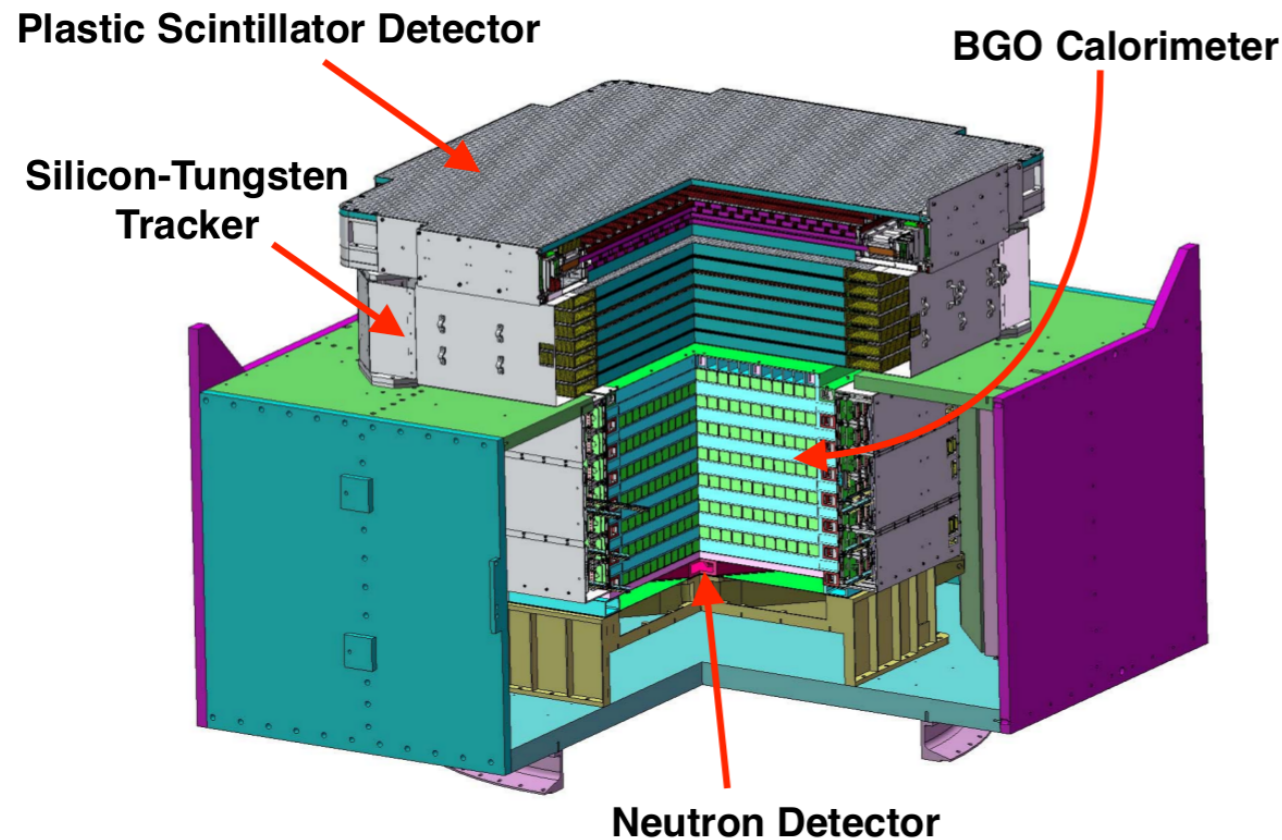 Plastic Scintillator Detector
BGO Calorimeter
Silicon-Tungsten
Tracker
Neutron Detector